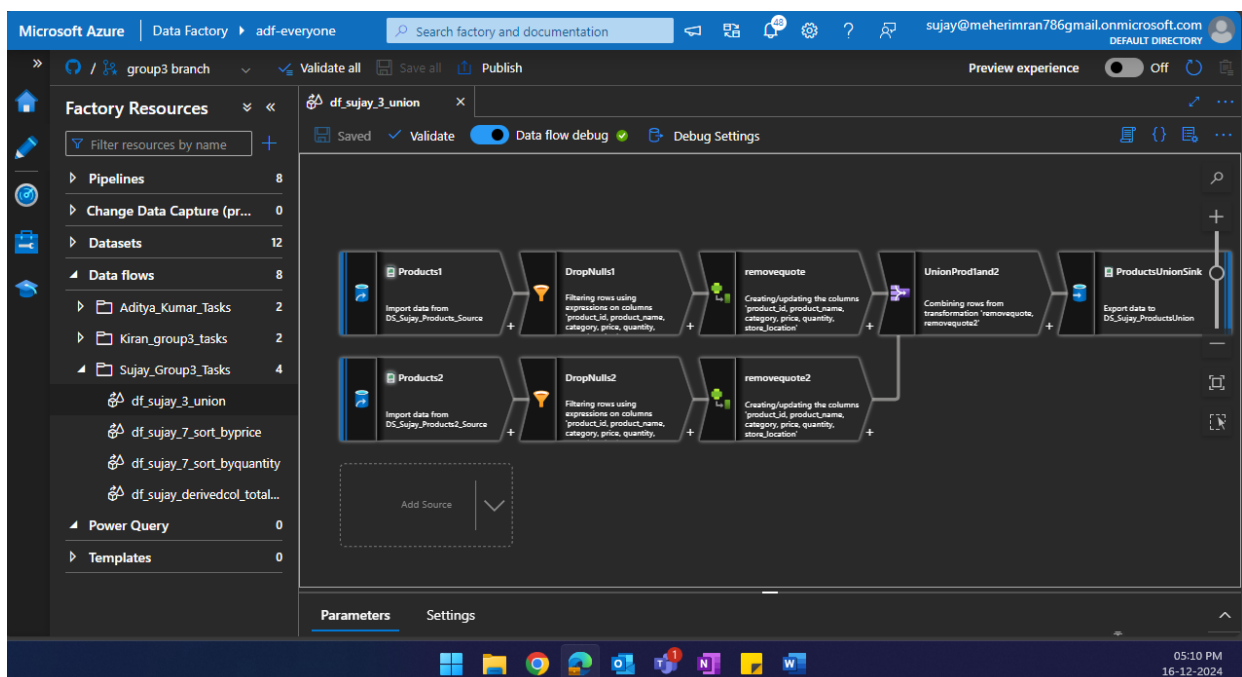 Microsoft Azure
Data Factory
adf-everyone
Search factory and documentation
48
sujay@meherimran786gmail.onmicrosoft.com
DEFAULT DIRECTORY
»
/ group3 branch
Validate all
Save all
Publish
Preview experience
Off
Factory Resources
«
df_sujay_3_union
Filter resources by name
Saved
Validate
Data flow debug
Debug Settings
Pipelines 8
Change Data Capture (pr... 0
Datasets 12
Data flows 8
Aditya_Kumar_Tasks 2
Kiran_group3_tasks 2
Sujay_Group3_Tasks 4
df_sujay_3_union
df_sujay_7_sort_byprice
df_sujay_7_sort_byquantity
df_sujay_derivedcol_total...
Power Query 0
Templates 0
Products1
Import data from
DS_Sujay_Products_Source
DropNulls1
Filtering rows using
expressions on columns
'product_id, product_name,
category, price, quantity,
removequote
Creating/updating the columns
'product_id, product_name,
category, price, quantity,
store_location'
UnionProd1and2
Combining rows from
transformation 'removequote,
removequote2'
ProductsUnionSink
Export data to
DS_Sujay_ProductsUnion
Products2
Import data from
DS_Sujay_Products2_Source
DropNulls2
Filtering rows using
expressions on columns
'product_id, product_name,
category, price, quantity,
removequote2
Creating/updating the columns
'product_id, product_name,
category, price, quantity,
store_location'
Add Source
Parameters
Settings
1
05:10 PM
16-12-2024